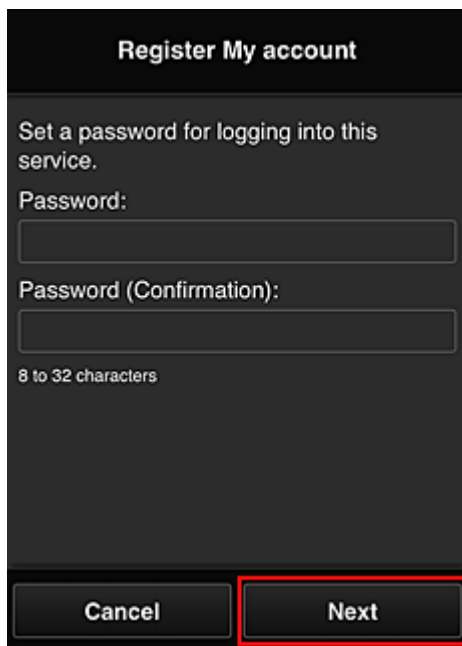 Register My account
Set a password for logging into this
service.
Password:
Password (Confirmation):
8 to 32 characters
Cancel
Next